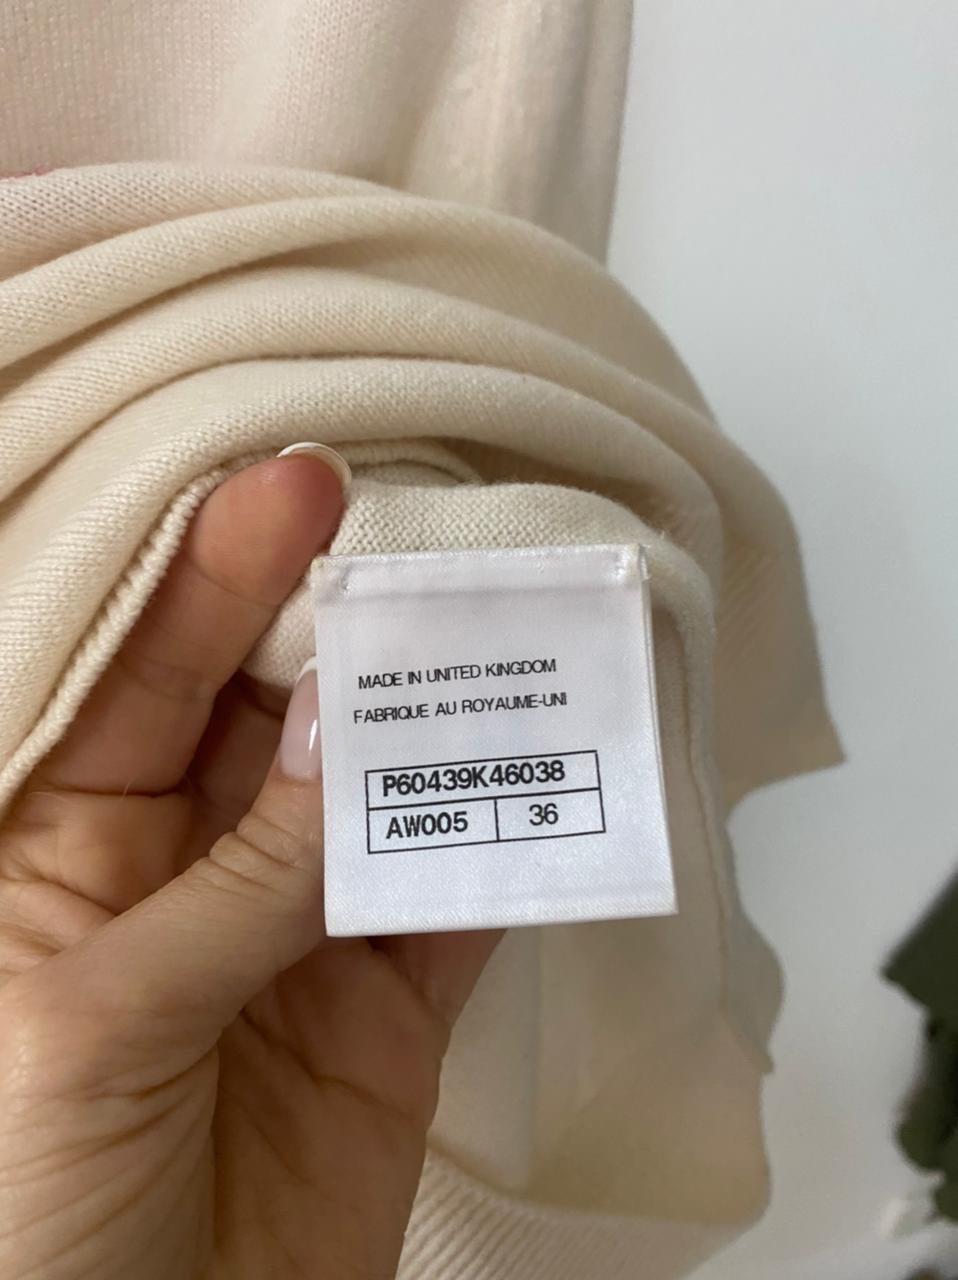 MADE IN UNITED KINGDOM
FABRIQUE AU ROYAUME-UNI
P60439K46038
AW005 36